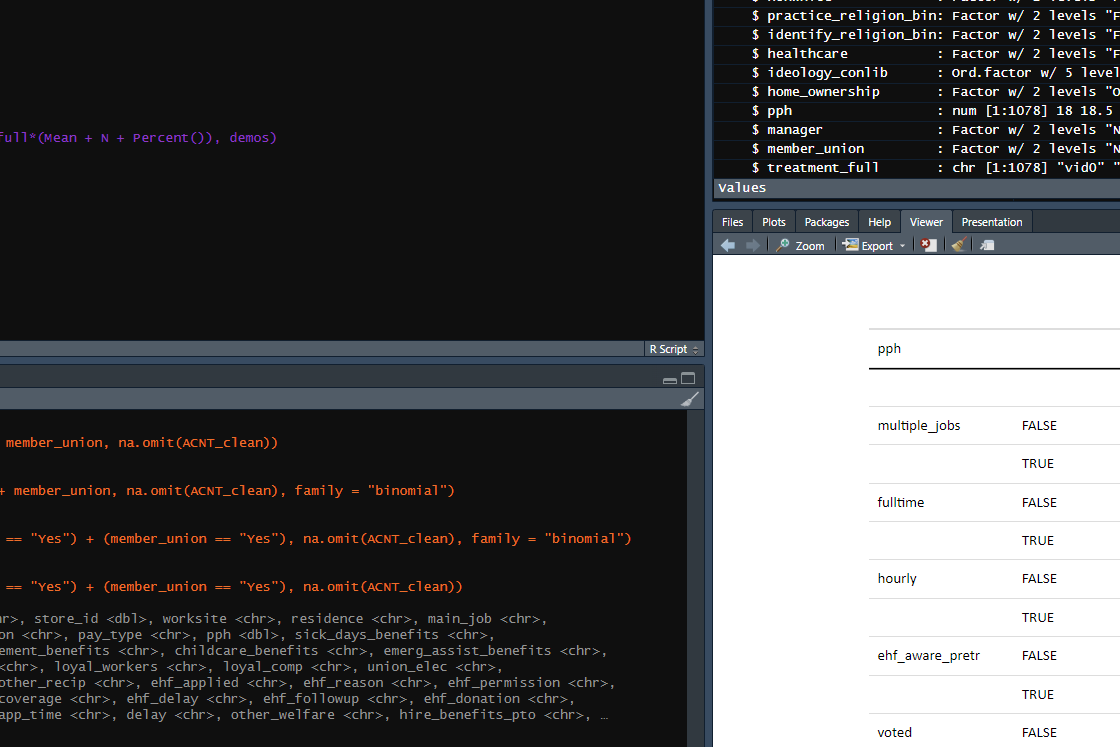 full*(Mean + N + Percent()), demos)
R Script
member_union, na.omit(ACNT_clean))
+ member_union, na.omit(ACNT_clean), family = "binomial")
== "Yes") + (member_union == "Yes"), na.omit(ACNT_clean), family = "binomial")
== "Yes") + (member_union == "Yes"), na.omit(ACNT_clean))
hr>, store_id <dbl>, worksite <chr>, residence <chr>, main_job <chr>,
on <chr>, pay_type <chr>, pph <dbl>, sick_days_benefits <chr>,
ement_benefits <chr>, childcare_benefits <chr>, emerg_assist_benefits <chr>,
<chr>, loyal_workers <chr>, loyal_comp <chr>, union_elec <chr>,
other_recip <chr>, ehf_applied <chr>, ehf_reason <chr>, ehf_permission <chr>,
coverage <chr>, ehf_delay <chr>, ehf_followup <chr>, ehf_donation <chr>,
app_time <chr>, delay <chr>, other_welfare <chr>, hire_benefits_pto <chr>, …
$ practice_religion_bin: Factor w/ 2 levels "F
$ identify_religion_bin: Factor w/ 2 levels "F
$ healthcare : Factor w/ 2 levels "F
$ ideology_conlib : Ord.factor w/ 5 level
$ home_ownership : Factor w/ 2 levels "O
$ pph : num [1:1078] 18 18.5
$ manager : Factor w/ 2 levels "N
$ member_union : Factor w/ 2 levels "N
$ treatment_full : chr [1:1078] "vid0" "
Values
Files Plots Packages Help Viewer Presentation
Zoom Export
pph
multiple_jobs FALSE
TRUE
fulltime FALSE
TRUE
hourly FALSE
TRUE
ehf_aware_pretr FALSE
TRUE
voted FALSE